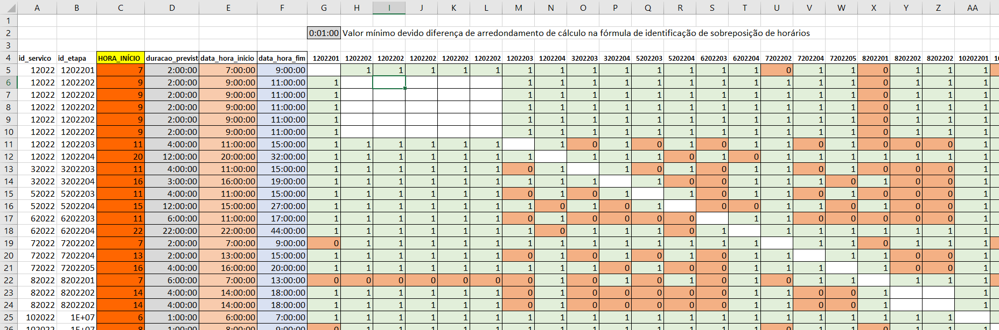 A B C D E F G H I J K L M N O P Q R S T U V W X Y Z AA
1
2 0:01:00 Valor mínimo devido diferença de arredondamento de cálculo na fórmula de identificação de sobreposição de horários
3
4 id_servico id_etapa HORA_INÍCIO duracao_prevista data_hora_inicio data_hora_fim 1202201 1202202 1202202 1202202 1202202 1202202 1202203 1202204 3202203 3202204 5202203 5202204 6202203 6202204 7202202 7202204 7202205 8202201 8202202 8202202 10202201
5 12022 1202201 7 2:00:00 7:00:00 9:00:00 1 1 1 1 1 1 1 1 1 1 1 1 1 0 1 1 0 1 1 1
6 12022 1202202 9 2:00:00 9:00:00 11:00:00 1 1 1 1 1 1 1 1 1 1 1 1 0 1 1 1
7 12022 1202202 9 2:00:00 9:00:00 11:00:00 1 1 1 1 1 1 1 1 1 1 1 1 0 1 1 1
8 12022 1202202 9 2:00:00 9:00:00 11:00:00 1 1 1 1 1 1 1 1 1 1 1 1 0 1 1 1
9 12022 1202202 9 2:00:00 9:00:00 11:00:00 1 1 1 1 1 1 1 1 1 1 1 1 0 1 1 1
10 12022 1202202 9 2:00:00 9:00:00 11:00:00 1 1 1 1 1 1 1 1 1 1 1 1 0 1 1 1
11 12022 1202203 11 4:00:00 11:00:00 15:00:00 1 1 1 1 1 1 1 0 1 0 1 0 1 1 0 1 0 0 0 1
12 12022 1202204 20 12:00:00 20:00:00 32:00:00 1 1 1 1 1 1 1 1 1 1 0 1 0 1 1 1 1 1 1 1
13 32022 3202203 11 4:00:00 11:00:00 15:00:00 1 1 1 1 1 1 0 1 1 0 1 0 1 1 0 1 0 0 0 1
14 32022 3202204 16 3:00:00 16:00:00 19:00:00 1 1 1 1 1 1 1 1 1 1 0 0 1 1 1 0 1 0 0 1
15 52022 5202203 11 4:00:00 11:00:00 15:00:00 1 1 1 1 1 1 0 1 0 1 1 0 1 1 0 1 0 0 0 1
16 52022 5202204 15 12:00:00 15:00:00 27:00:00 1 1 1 1 1 1 1 0 1 0 1 0 0 1 1 0 1 0 0 1
17 62022 6202203 11 6:00:00 11:00:00 17:00:00 1 1 1 1 1 1 0 1 0 0 0 0 1 1 0 0 0 0 0 1
18 62022 6202204 22 22:00:00 22:00:00 44:00:00 1 1 1 1 1 1 1 0 1 1 1 0 1 1 1 1 1 1 1 1
19 72022 7202202 7 2:00:00 7:00:00 9:00:00 0 1 1 1 1 1 1 1 1 1 1 1 1 1 1 1 0 1 1 1
20 72022 7202204 13 2:00:00 13:00:00 15:00:00 1 1 1 1 1 1 0 1 0 1 0 1 0 1 1 1 1 0 0 1
21 72022 7202205 16 4:00:00 16:00:00 20:00:00 1 1 1 1 1 1 1 1 1 0 1 0 0 1 1 1 1 0 0 1
22 82022 8202201 7 6:00:00 7:00:00 13:00:00 0 0 0 0 0 0 0 1 0 1 0 1 0 1 0 1 1 1 1 1
23 82022 8202202 14 4:00:00 14:00:00 18:00:00 1 1 1 1 1 1 0 1 0 0 0 0 0 1 1 0 0 1 1
24 82022 8202202 14 4:00:00 14:00:00 18:00:00 1 1 1 1 1 1 0 1 0 0 0 0 0 1 1 0 0 1 1
25 102022 1E+07 6 1:00:00 6:00:00 7:00:00 1 1 1 1 1 1 1 1 1 1 1 1 1 1 1 1 1 1 1 1
26 102022 1E+07 8 1:00:00 8:00:00 9:00:00 0 1 1 1 1 1 1 1 1 1 1 1 1 1 0 1 1 0 1 1 1